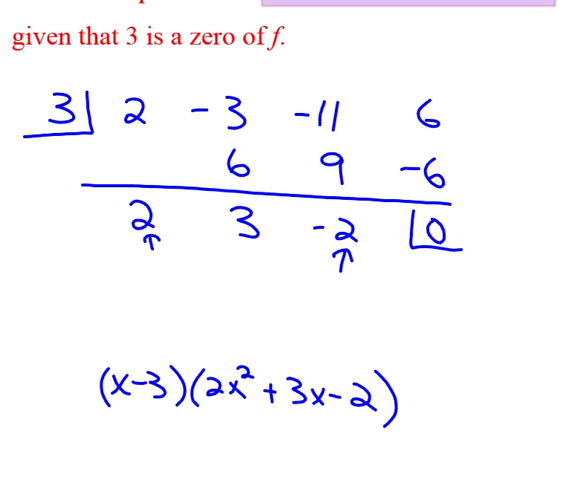 given that 3 is a zero of f.
3 2 -3 -11 6
6 9 -6
2 3 -2 0
(x-3)(2x²+3x-2)